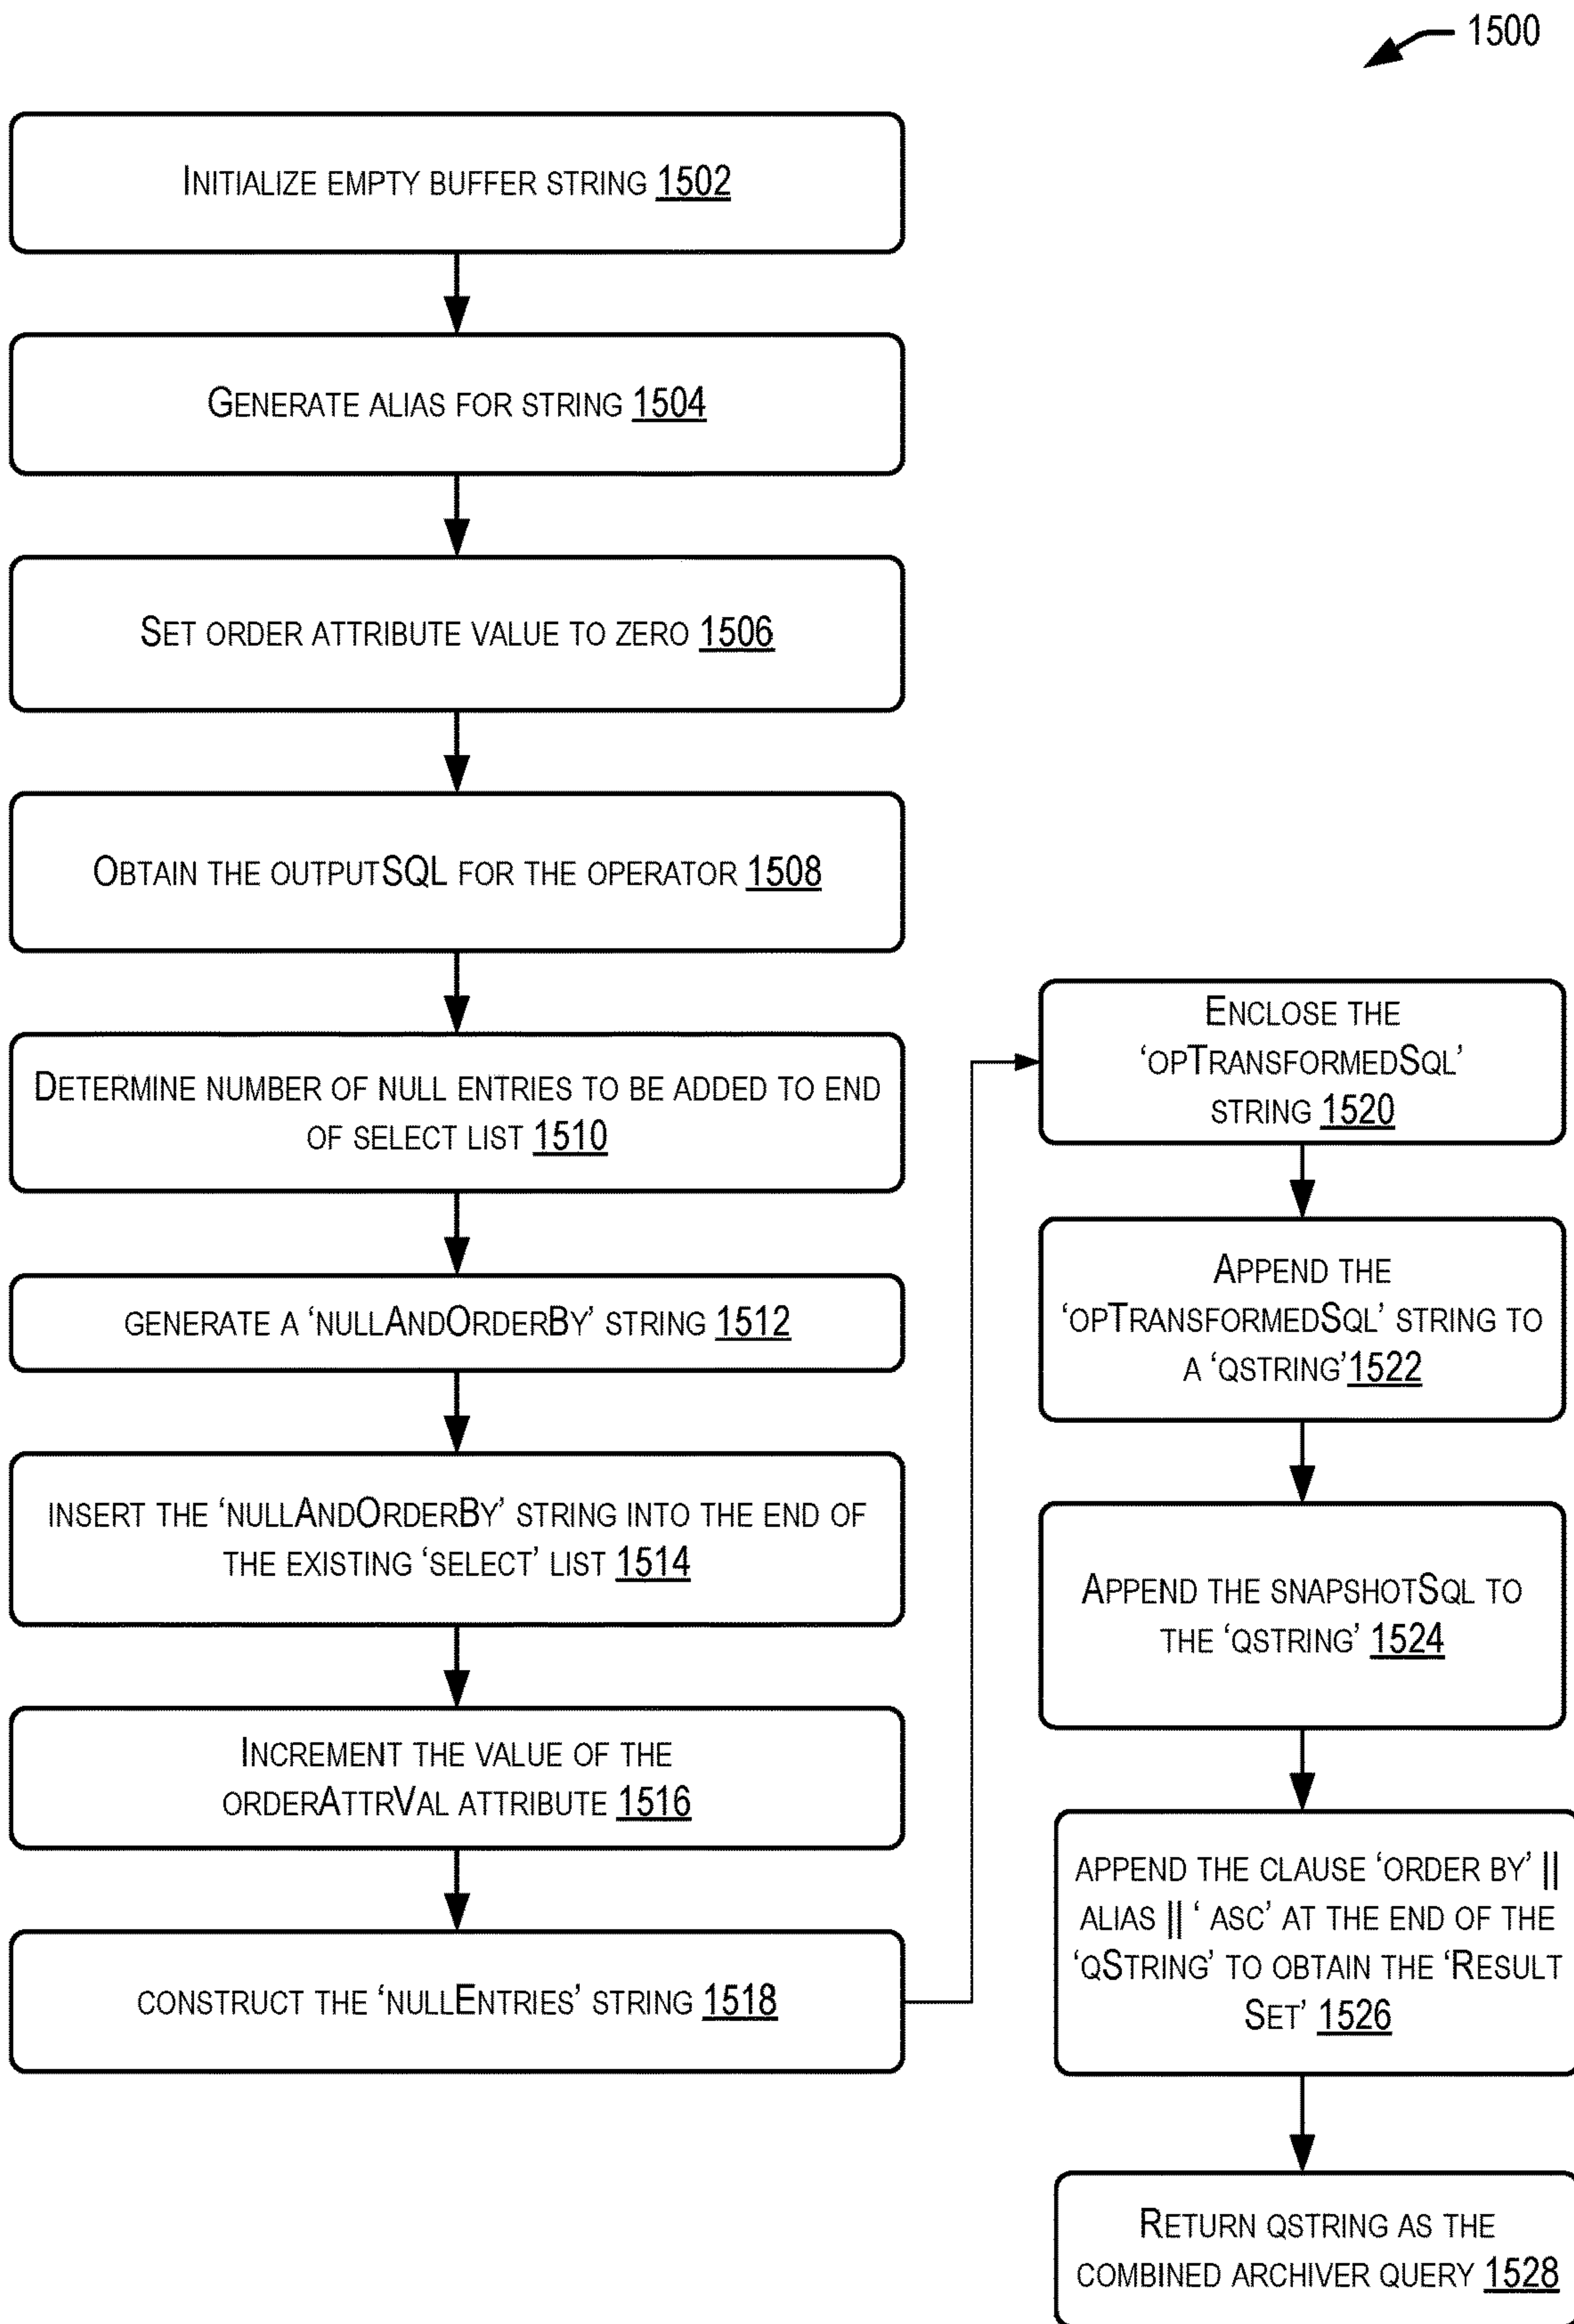 1500
Initialize empty buffer string 1502
Generate alias for string 1504
Set order attribute value to zero 1506
Obtain the outputSQL for the operator 1508
Determine number of null entries to be added to end
of select list 1510
generate a ‘nullAndOrderBy’ string 1512
insert the ‘nullAndOrderBy’ string into the end of
the existing ‘select’ list 1514
Increment the value of the
orderAttrVal attribute 1516
construct the ‘nullEntries’ string 1518
Enclose the
‘opTransformedSql’
string 1520
Append the
‘opTransformedSql’ string to
a ‘qstring’1522
Append the snapshotSql to
the ‘qstring’ 1524
append the clause ‘order by’ ||
alias || ‘ asc’ at the end of the
‘qString’ to obtain the ‘Result
Set’ 1526
Return qstring as the
combined archiver query 1528